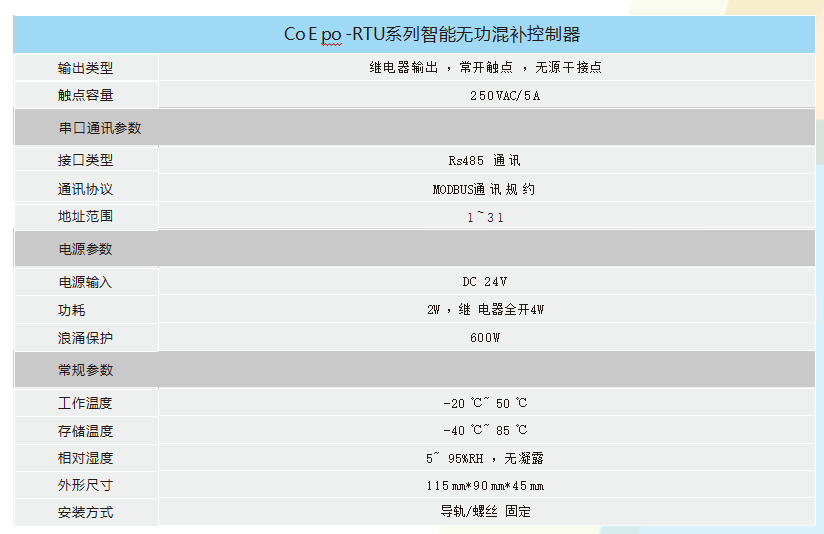 CoEpo-RTU系列智能无功混补控制器
输出类型 继电器输出 ，常开触点 ，无源干接点
触点容量 250VAC/5A
串口通讯参数
接口类型 Rs485 通讯
通讯协议 MODBUS通讯规约
地址范围 1~31
电源参数
电源输入 DC 24V
功耗 2W ，继 电器全开4W
浪涌保护 600W
常规参数
工作温度 -20 ℃~ 50 ℃
存储温度 -40 ℃~ 85 ℃
相对湿度 5~ 95%RH ，无凝露
外形尺寸 115mm*90mm*45mm
安装方式 导轨/螺丝 固定